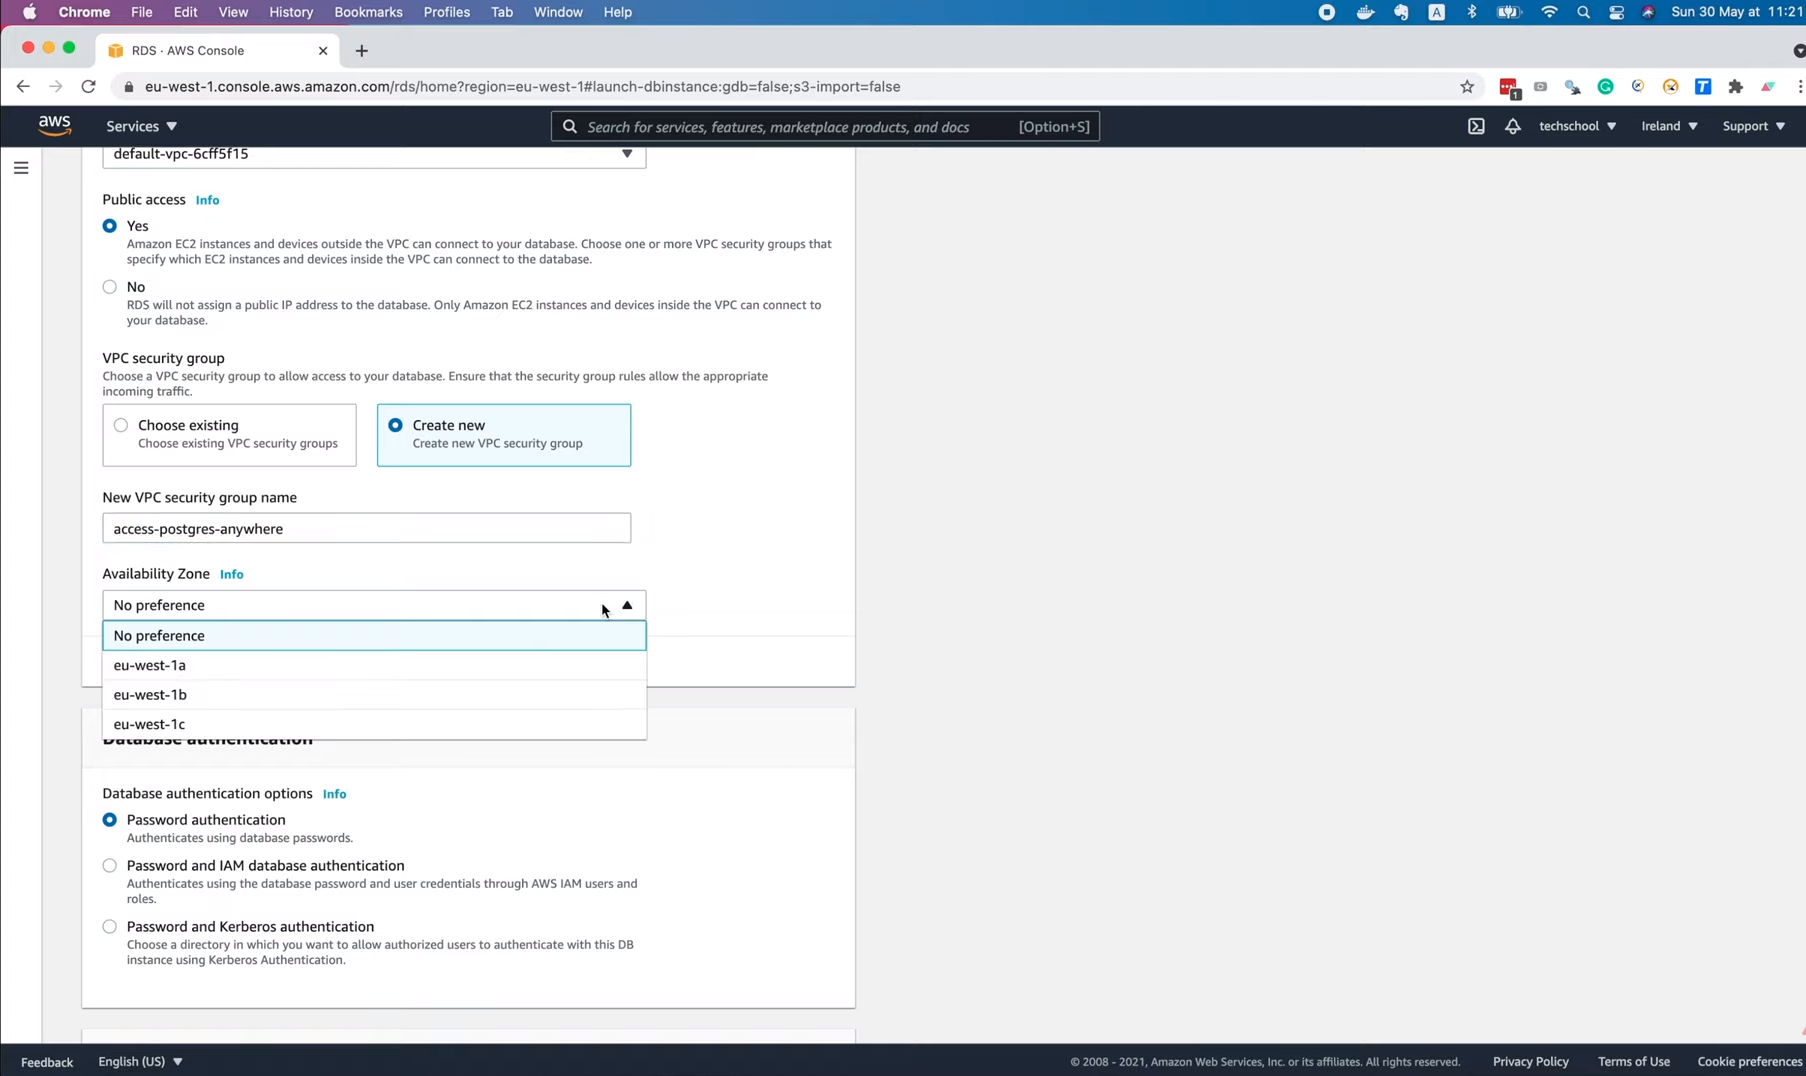 Chrome File Edit View History Bookmarks Profiles Tab Window Help A Sun 30 May at 11:21
RDS · AWS Console
eu-west-1.console.aws.amazon.com/rds/home?region=eu-west-1#launch-dbinstance:gdb=false;s3-import=false 1 T
aws Services Search for services, features, marketplace products, and docs [Option+S] techschool Ireland Support
default-vpc-6cff5f15
Public access Info
Yes
Amazon EC2 instances and devices outside the VPC can connect to your database. Choose one or more VPC security groups that
specify which EC2 instances and devices inside the VPC can connect to the database.
No
RDS will not assign a public IP address to the database. Only Amazon EC2 instances and devices inside the VPC can connect to
your database.
VPC security group
Choose a VPC security group to allow access to your database. Ensure that the security group rules allow the appropriate
incoming traffic.
Choose existing Create new
Choose existing VPC security groups Create new VPC security group
New VPC security group name
access-postgres-anywhere
Availability Zone Info
No preference
No preference
eu-west-1a
eu-west-1b
eu-west-1c
Database authentication
Database authentication options Info
Password authentication
Authenticates using database passwords.
Password and IAM database authentication
Authenticates using the database password and user credentials through AWS IAM users and
roles.
Password and Kerberos authentication
Choose a directory in which you want to allow authorized users to authenticate with this DB
instance using Kerberos Authentication.
Feedback English (US) © 2008 - 2021, Amazon Web Services, Inc. or its affiliates. All rights reserved. Privacy Policy Terms of Use Cookie preferences